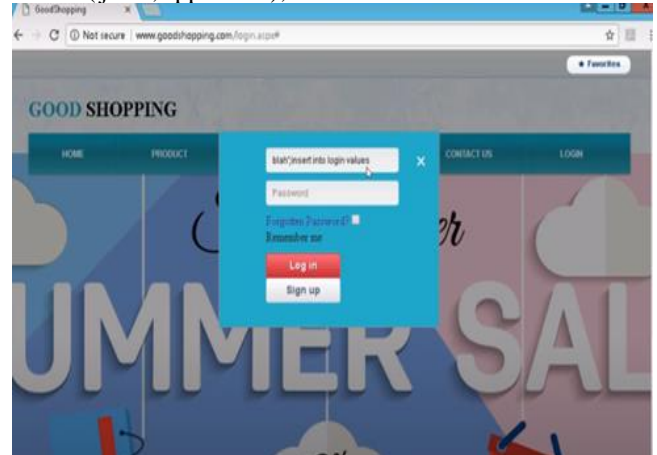 GoodShopping
Not secure | www.goodshopping.com/login.aspx#
Favorites
GOOD SHOPPING
HOME PRODUCT CONTACT US LOGIN
blah';insert into login values
Password
Forgotten Password?
Remember me
Log in
Sign up
UMMER SAL